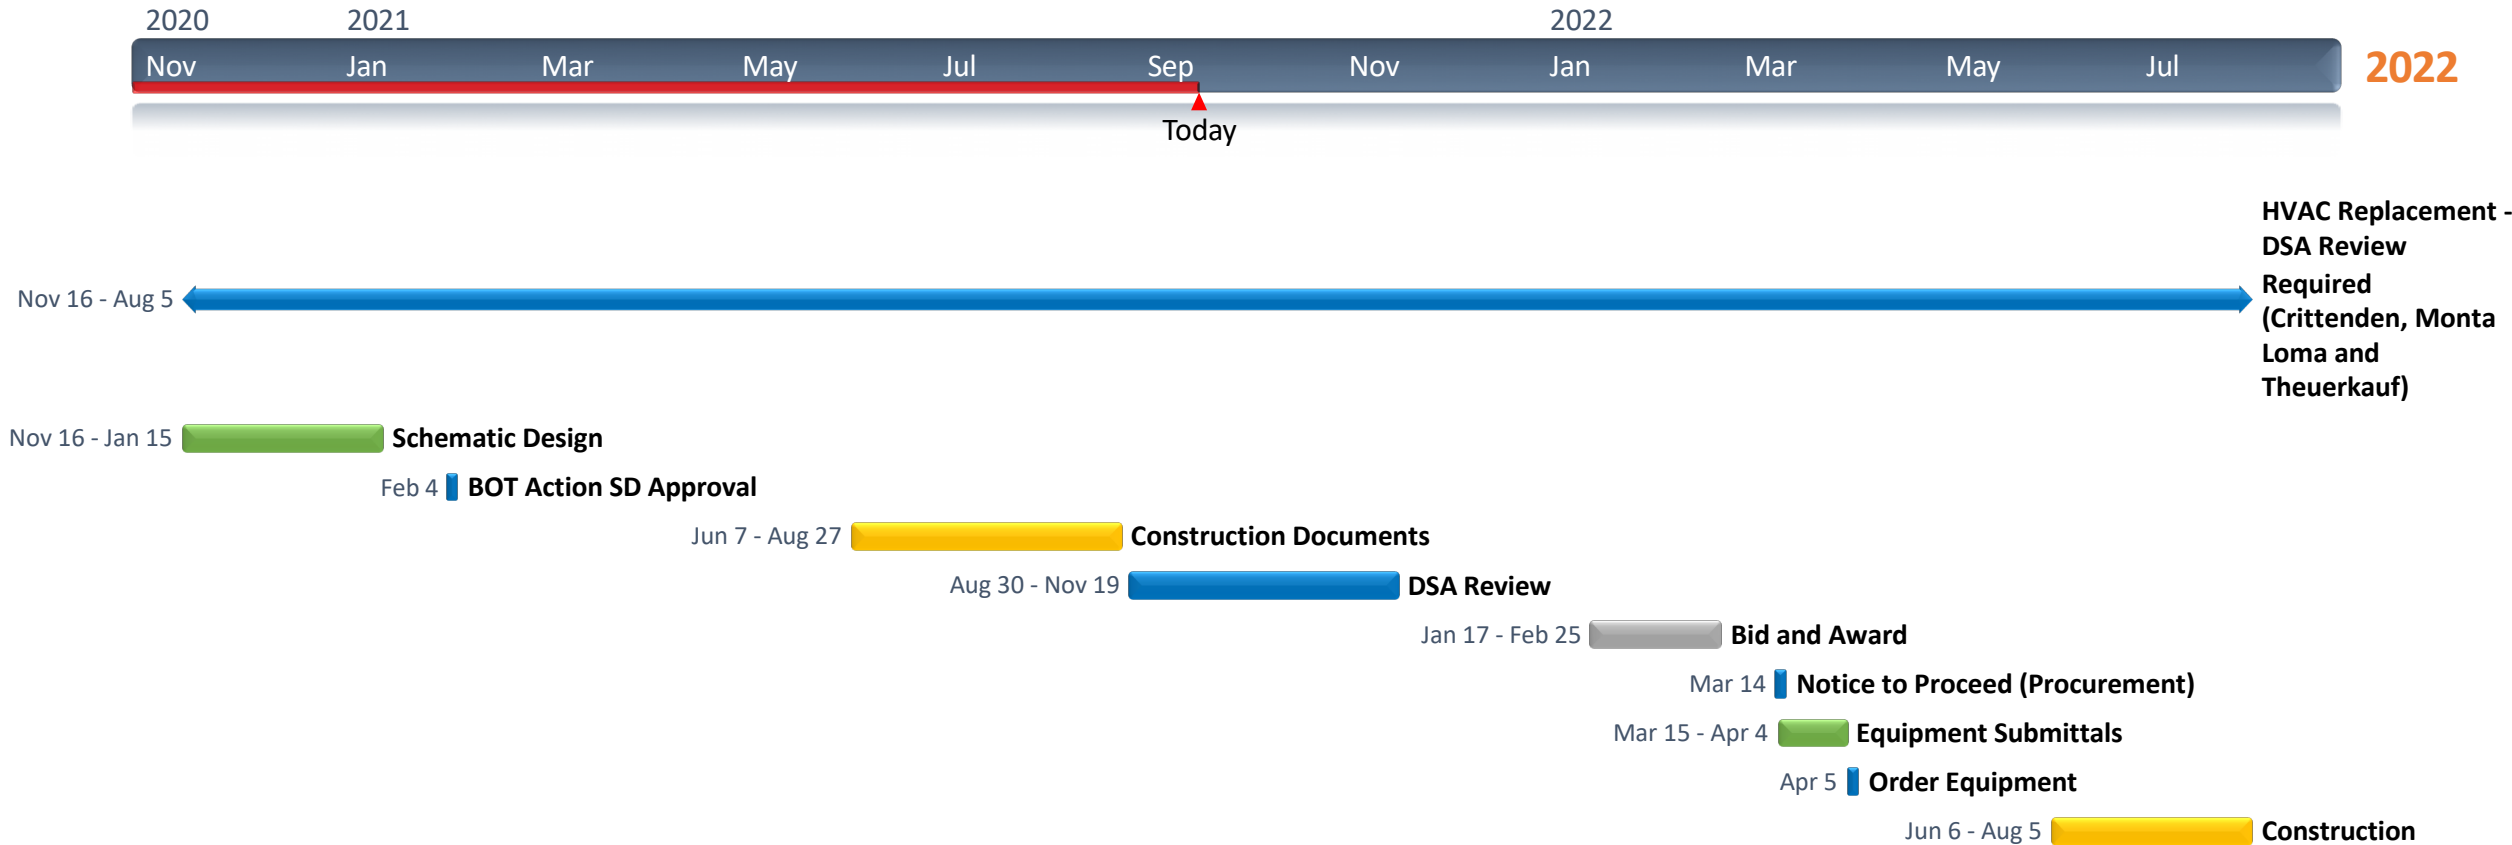 2020 2021 2022
Nov Jan Mar May Jul Sep Nov Jan Mar May Jul 2022
Today
HVAC Replacement -
DSA Review
Required
(Crittenden, Monta
Loma and
Theuerkauf)
Nov 16 - Aug 5
Nov 16 - Jan 15 Schematic Design
Feb 4 BOT Action SD Approval
Jun 7 - Aug 27 Construction Documents
Aug 30 - Nov 19 DSA Review
Jan 17 - Feb 25 Bid and Award
Mar 14 Notice to Proceed (Procurement)
Mar 15 - Apr 4 Equipment Submittals
Apr 5 Order Equipment
Jun 6 - Aug 5 Construction